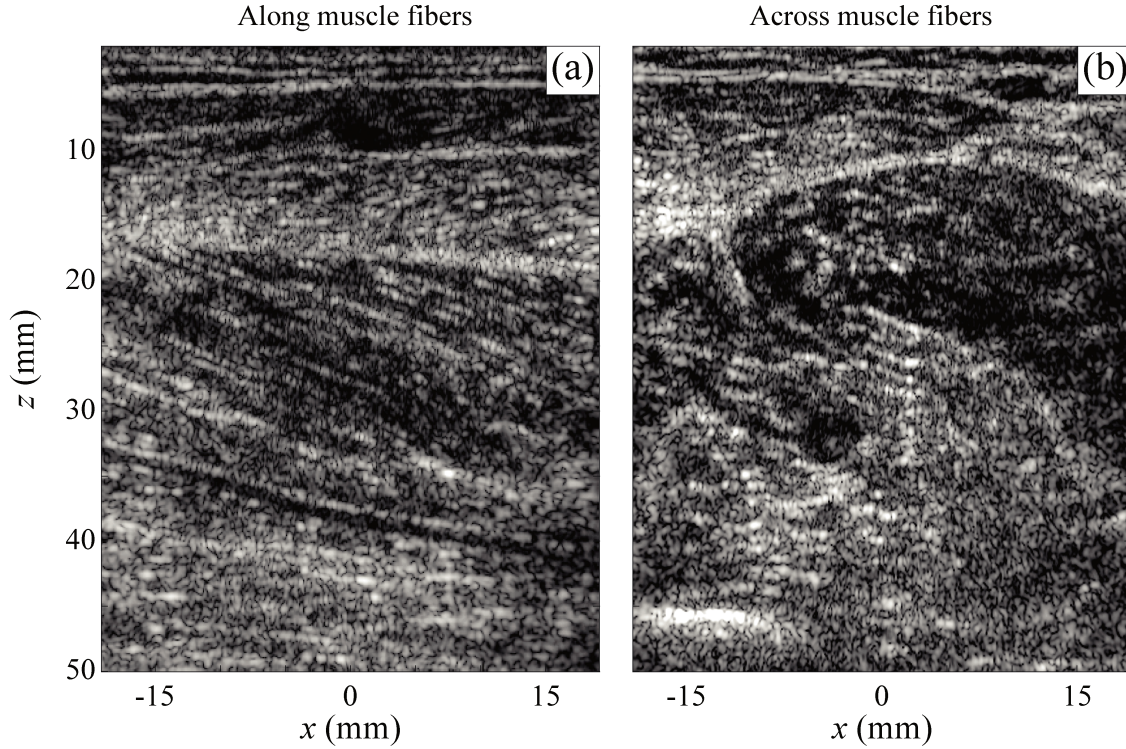 Along muscle fibers
Across muscle fibers
(a)
(b)
10
20
30
40
50
z (mm)
-15 0 15
-15 0 15
x (mm)
x (mm)